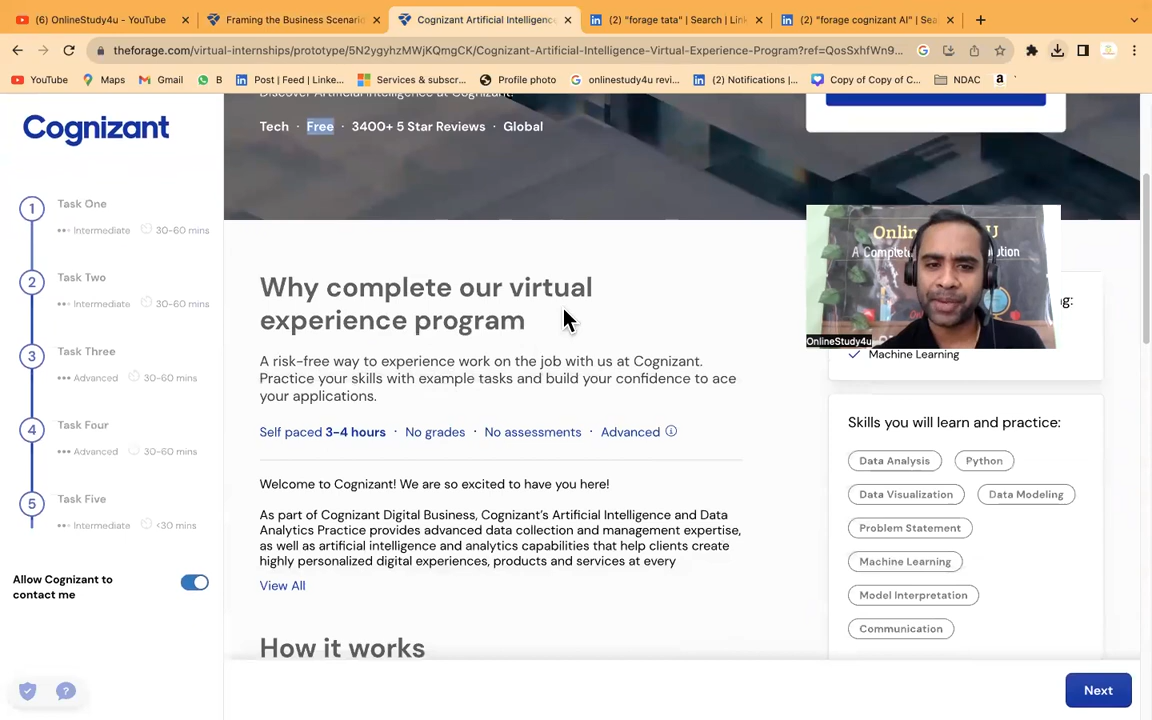 (6) OnlineStudy4u - YouTube
Framing the Business Scenario
Cognizant Artificial Intelligence
(2) "forage tata" | Search | Lin
(2) "forage cognizant AI" | Sea
theforage.com/virtual-internships/prototype/5N2ygyhzMWjKQmgCK/Cognizant-Artificial-Intelligence-Virtual-Experience-Program?ref=QosSxhfWn9...
YouTube
Maps
Gmail
B
Post | Feed | Linke...
Services & subscr...
Profile photo
onlinestudy4u revi...
(2) Notifications |...
Copy of Copy of C...
NDAC
Cognizant
Discover Artificial Intelligence at Cognizant.
Tech · Free · 3400+ 5 Star Reviews · Global
1 Task One
Intermediate 30-60 mins
2 Task Two
Intermediate 30-60 mins
3 Task Three
Advanced 30-60 mins
4 Task Four
Advanced 30-60 mins
5 Task Five
Intermediate <30 mins
Allow Cognizant to
contact me
Why complete our virtual
experience program
A risk-free way to experience work on the job with us at Cognizant.
Practice your skills with example tasks and build your confidence to ace
your applications.
Self paced 3-4 hours · No grades · No assessments · Advanced
Welcome to Cognizant! We are so excited to have you here!
As part of Cognizant Digital Business, Cognizant's Artificial Intelligence and Data
Analytics Practice provides advanced data collection and management expertise,
as well as artificial intelligence and analytics capabilities that help clients create
highly personalized digital experiences, products and services at every
View All
How it works
OnlineStudy4u
Machine Learning
Skills you will learn and practice:
Data Analysis
Python
Data Visualization
Data Modeling
Problem Statement
Machine Learning
Model Interpretation
Communication
Next